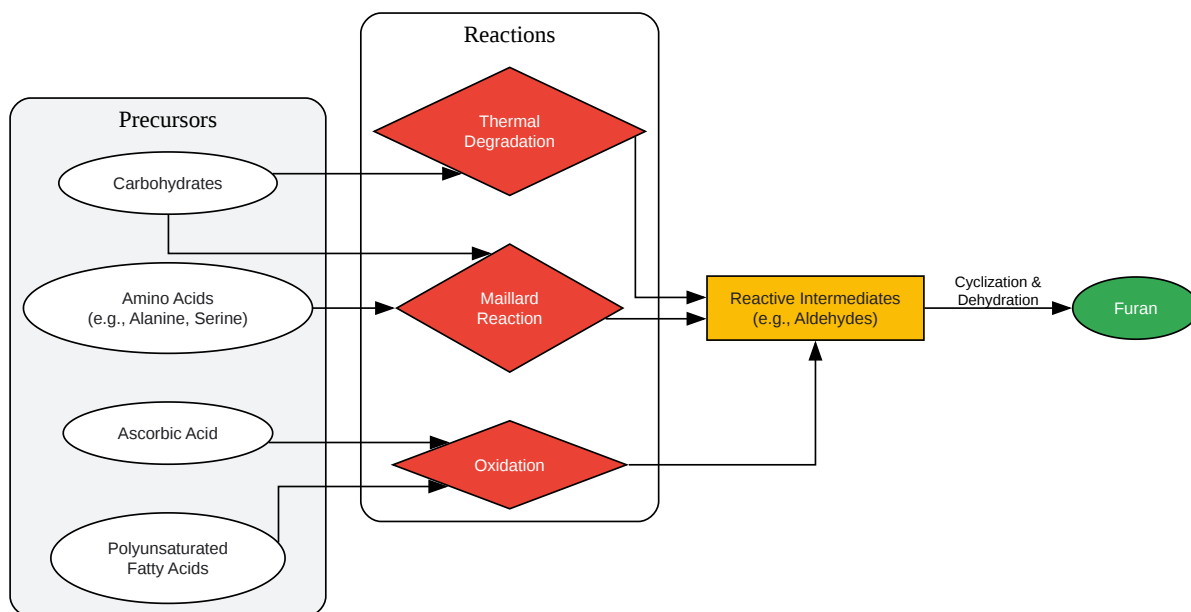 Precursors
Carbohydrates
Amino Acids
(e.g., Alanine, Serine)
Ascorbic Acid
Polyunsaturated
Fatty Acids
Reactions
Thermal
Degradation
Maillard
Reaction
Oxidation
Reactive Intermediates
(e.g., Aldehydes)
Cyclization &
Dehydration
Furan